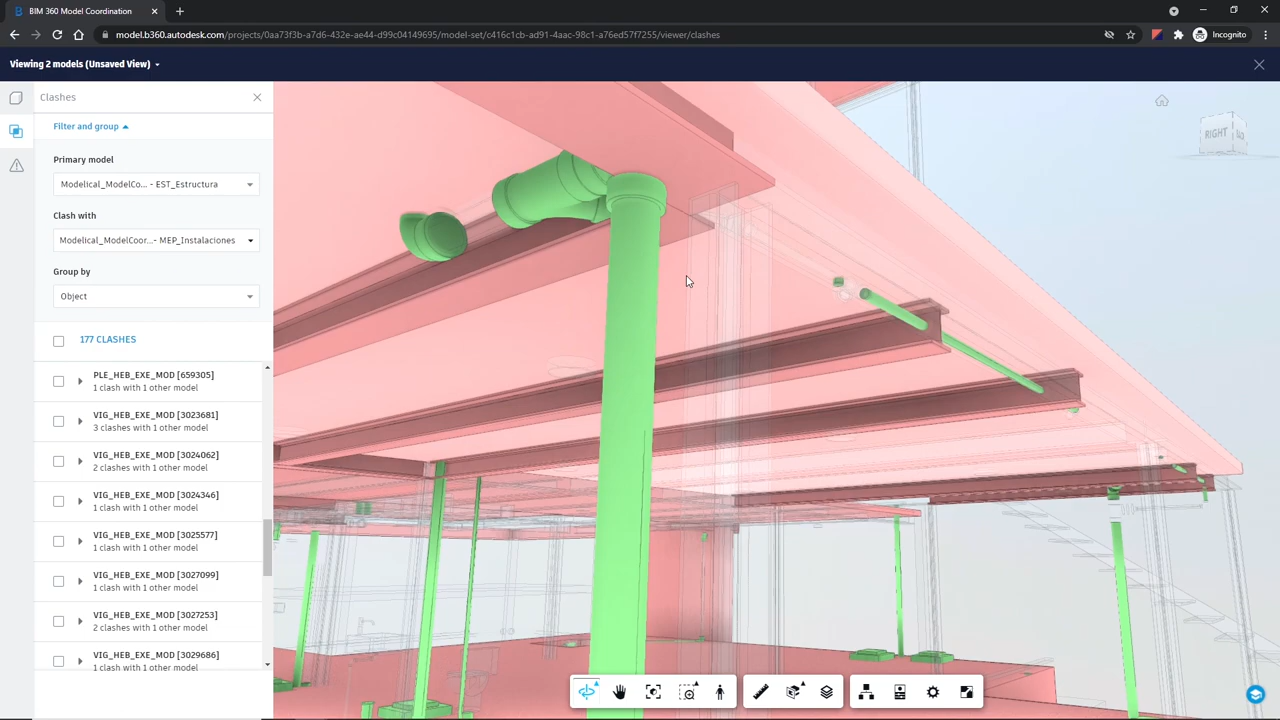 BIM 360 Model Coordination
model.b360.autodesk.com/projects/0aa73f3b-a7d6-432e-ae44-d99c04149695/model-set/c416c1cb-ad91-4aac-98c1-a76ed57f7255/viewer/clashes
Incognito
Viewing 2 models (Unsaved View)
Clashes
Filter and group
Primary model
Modelical_ModelCo... - EST_Estructura
Clash with
Modelical_ModelCoor...- MEP_Instalaciones
Group by
Object
177 CLASHES
PLE_HEB_EXE_MOD [659305]
1 clash with 1 other model
VIG_HEB_EXE_MOD [3023681]
3 clashes with 1 other model
VIG_HEB_EXE_MOD [3024062]
2 clashes with 1 other model
VIG_HEB_EXE_MOD [3024346]
1 clash with 1 other model
VIG_HEB_EXE_MOD [3025577]
1 clash with 1 other model
VIG_HEB_EXE_MOD [3027099]
1 clash with 1 other model
VIG_HEB_EXE_MOD [3027253]
2 clashes with 1 other model
VIG_HEB_EXE_MOD [3029686]
1 clash with 1 other model
RIGHT